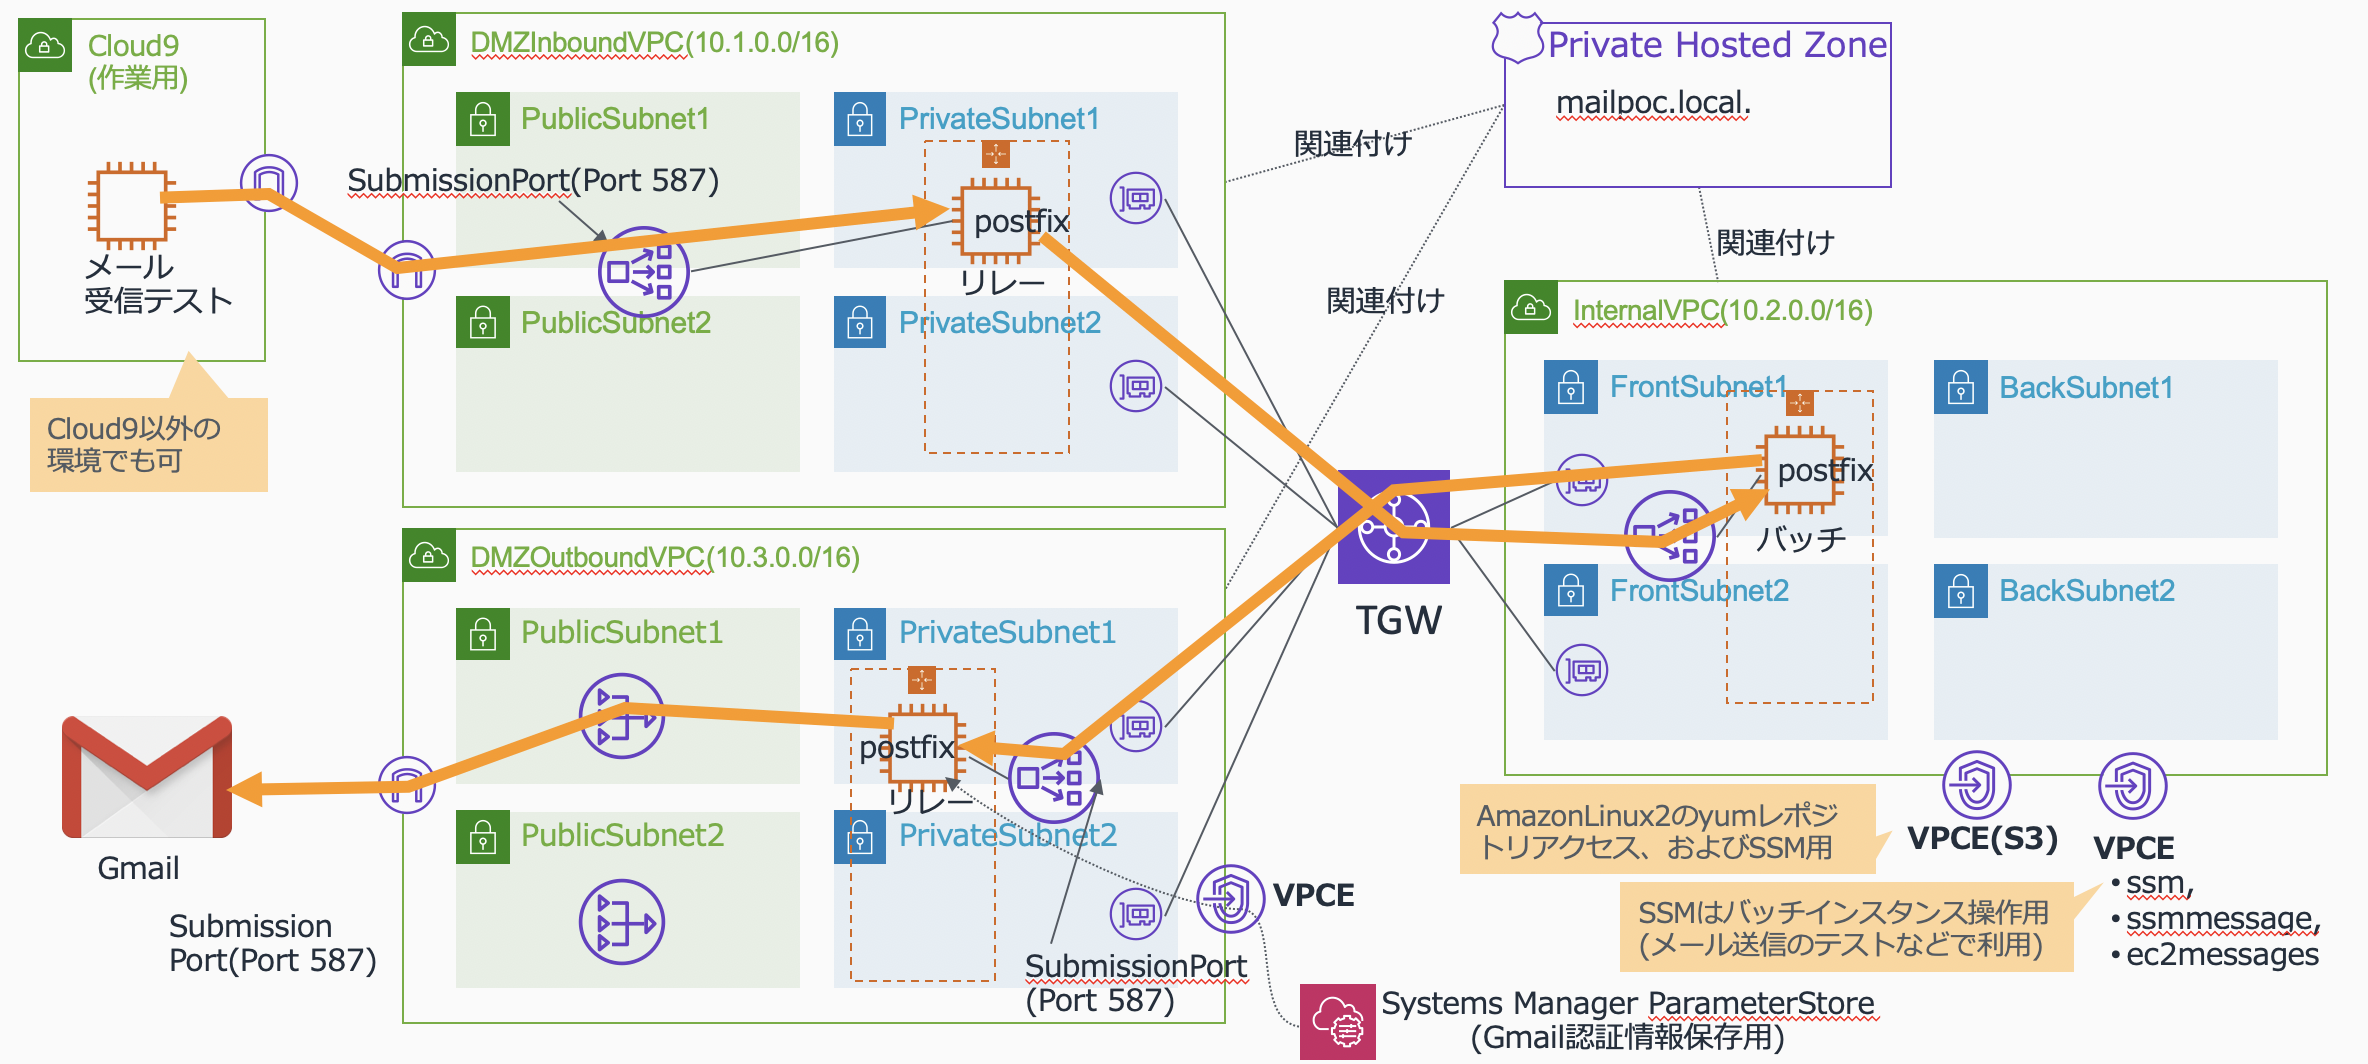 Cloud9
(作業用)
メール
受信テスト
Cloud9以外の
環境でも可
DMZInboundVPC(10.1.0.0/16)
PublicSubnet1
PrivateSubnet1
SubmissionPort(Port 587)
postfix
リレー
PublicSubnet2
PrivateSubnet2
Private Hosted Zone
mailpoc.local.
関連付け
関連付け
関連付け
InternalVPC(10.2.0.0/16)
FrontSubnet1
BackSubnet1
postfix
バッチ
FrontSubnet2
BackSubnet2
TGW
DMZOutboundVPC(10.3.0.0/16)
PublicSubnet1
PrivateSubnet1
postfix
リレー
PublicSubnet2
PrivateSubnet2
Gmail
Submission
Port(Port 587)
SubmissionPort
(Port 587)
VPCE
AmazonLinux2のyumレポジ
トリアクセス、およびSSM用
VPCE(S3)
VPCE
・ssm,
・ssmmessage,
・ec2messages
SSMはバッチインスタンス操作用
(メール送信のテストなどで利用)
Systems Manager ParameterStore
(Gmail認証情報保存用)